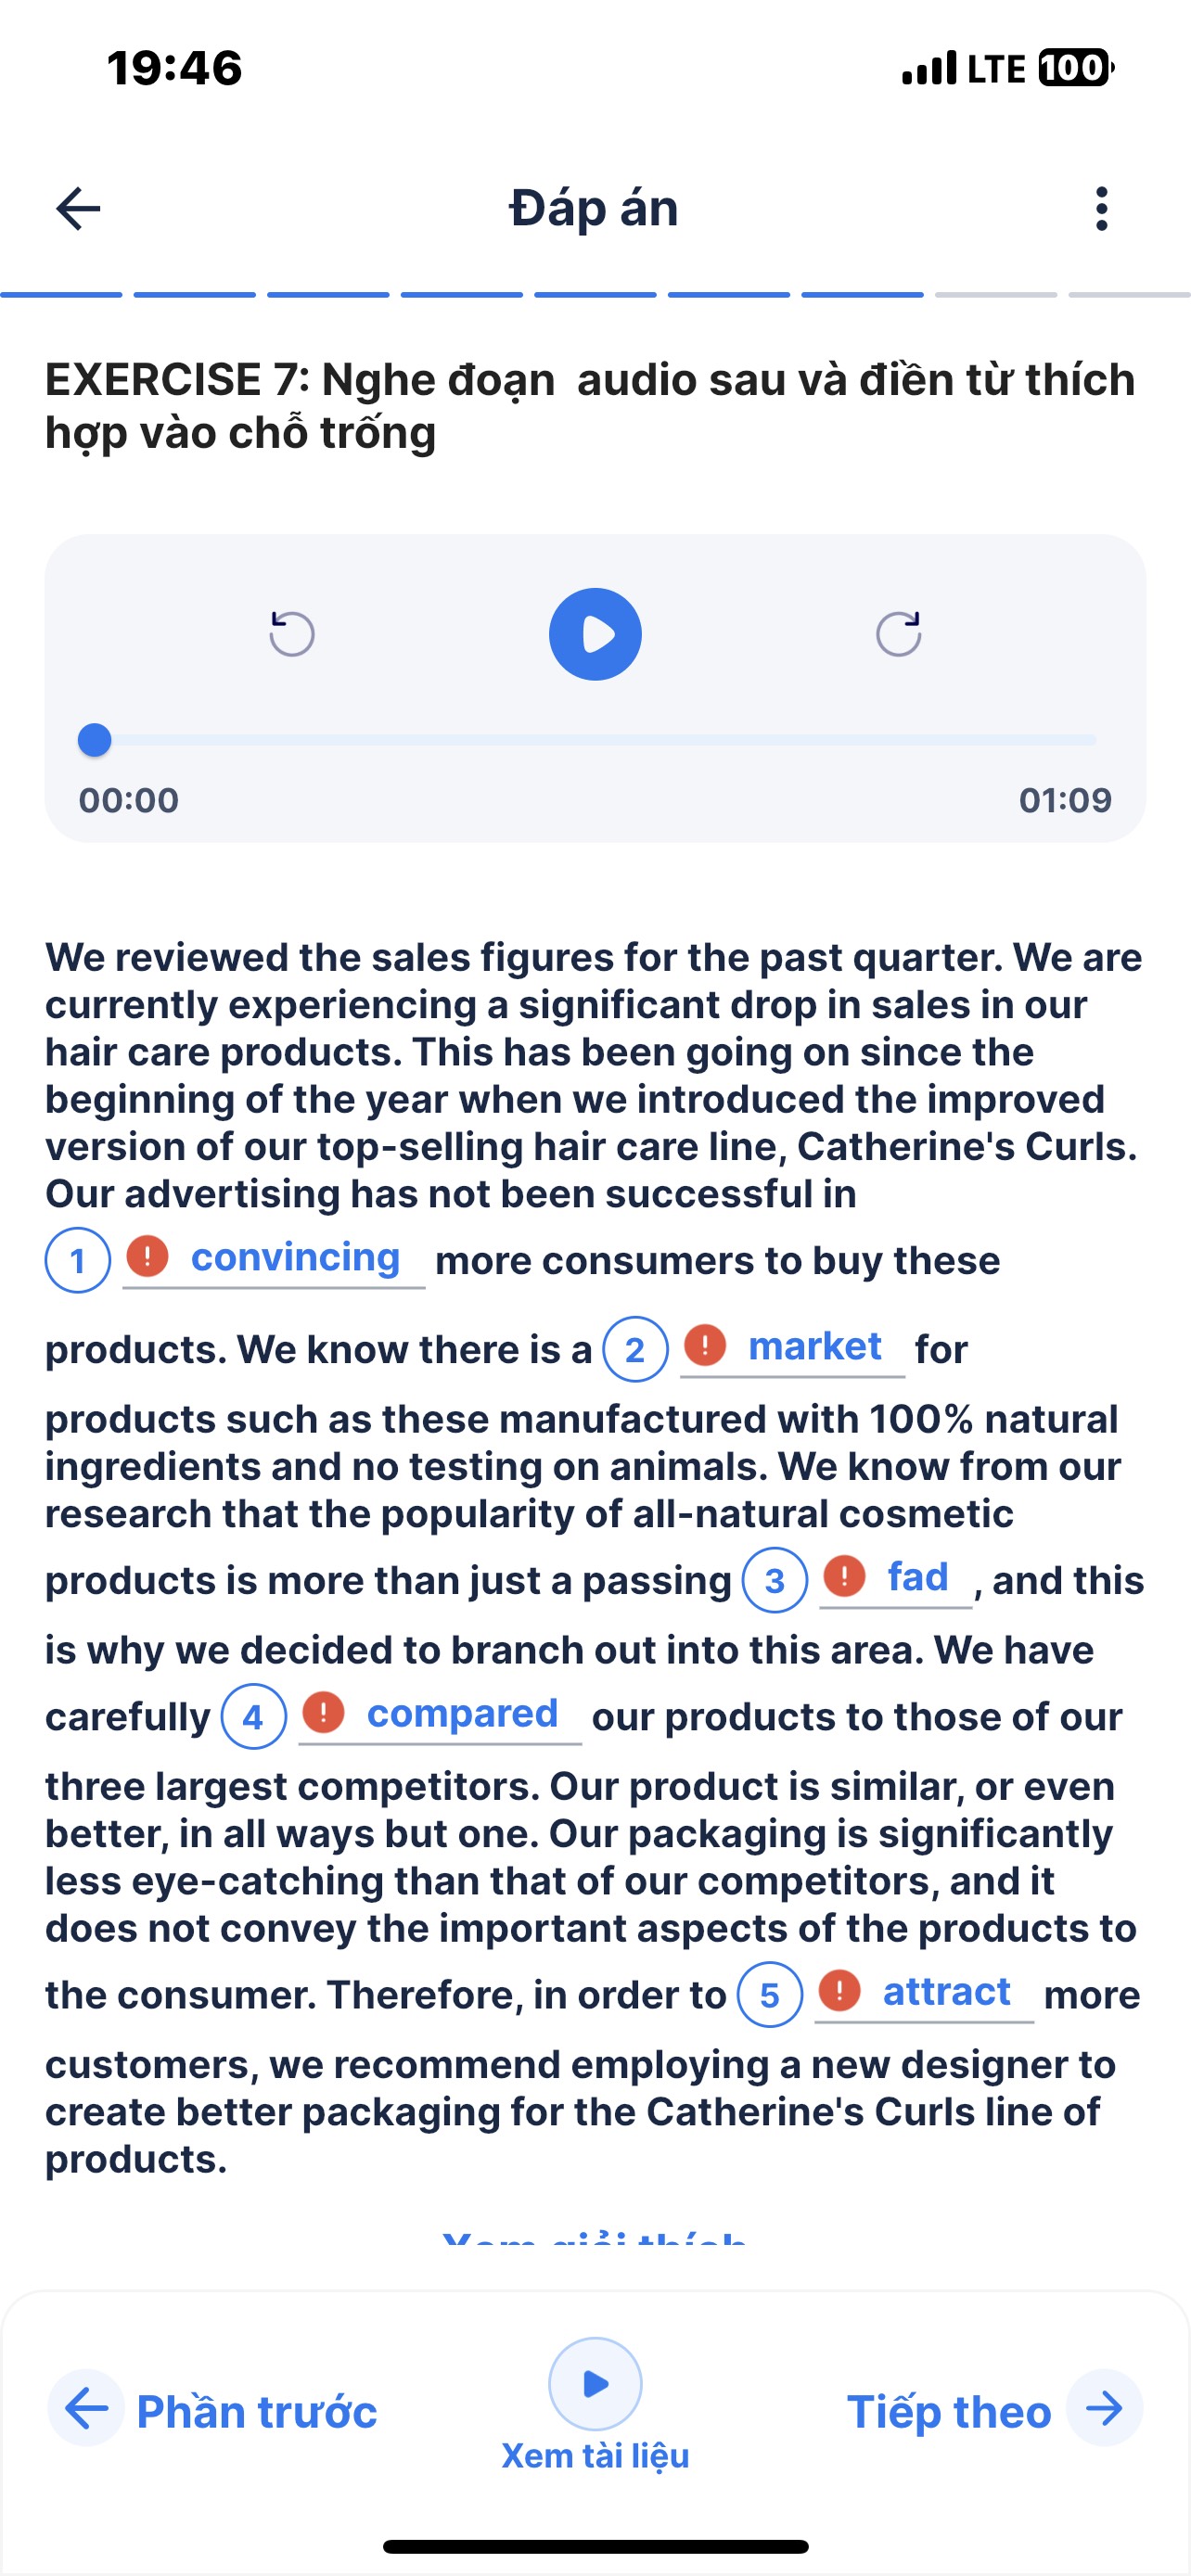 19:46
LTE 100
Đáp án
EXERCISE 7: Nghe đoạn audio sau và điền từ thích
hợp vào chỗ trống
00:00
01:09
We reviewed the sales figures for the past quarter. We are
currently experiencing a significant drop in sales in our
hair care products. This has been going on since the
beginning of the year when we introduced the improved
version of our top-selling hair care line, Catherine's Curls.
Our advertising has not been successful in
1 ! convincing more consumers to buy these
products. We know there is a 2 ! market for
products such as these manufactured with 100% natural
ingredients and no testing on animals. We know from our
research that the popularity of all-natural cosmetic
products is more than just a passing 3 ! fad , and this
is why we decided to branch out into this area. We have
carefully 4 ! compared our products to those of our
three largest competitors. Our product is similar, or even
better, in all ways but one. Our packaging is significantly
less eye-catching than that of our competitors, and it
does not convey the important aspects of the products to
the consumer. Therefore, in order to 5 ! attract more
customers, we recommend employing a new designer to
create better packaging for the Catherine's Curls line of
products.
Xem giải thích
Phần trước
Xem tài liệu
Tiếp theo